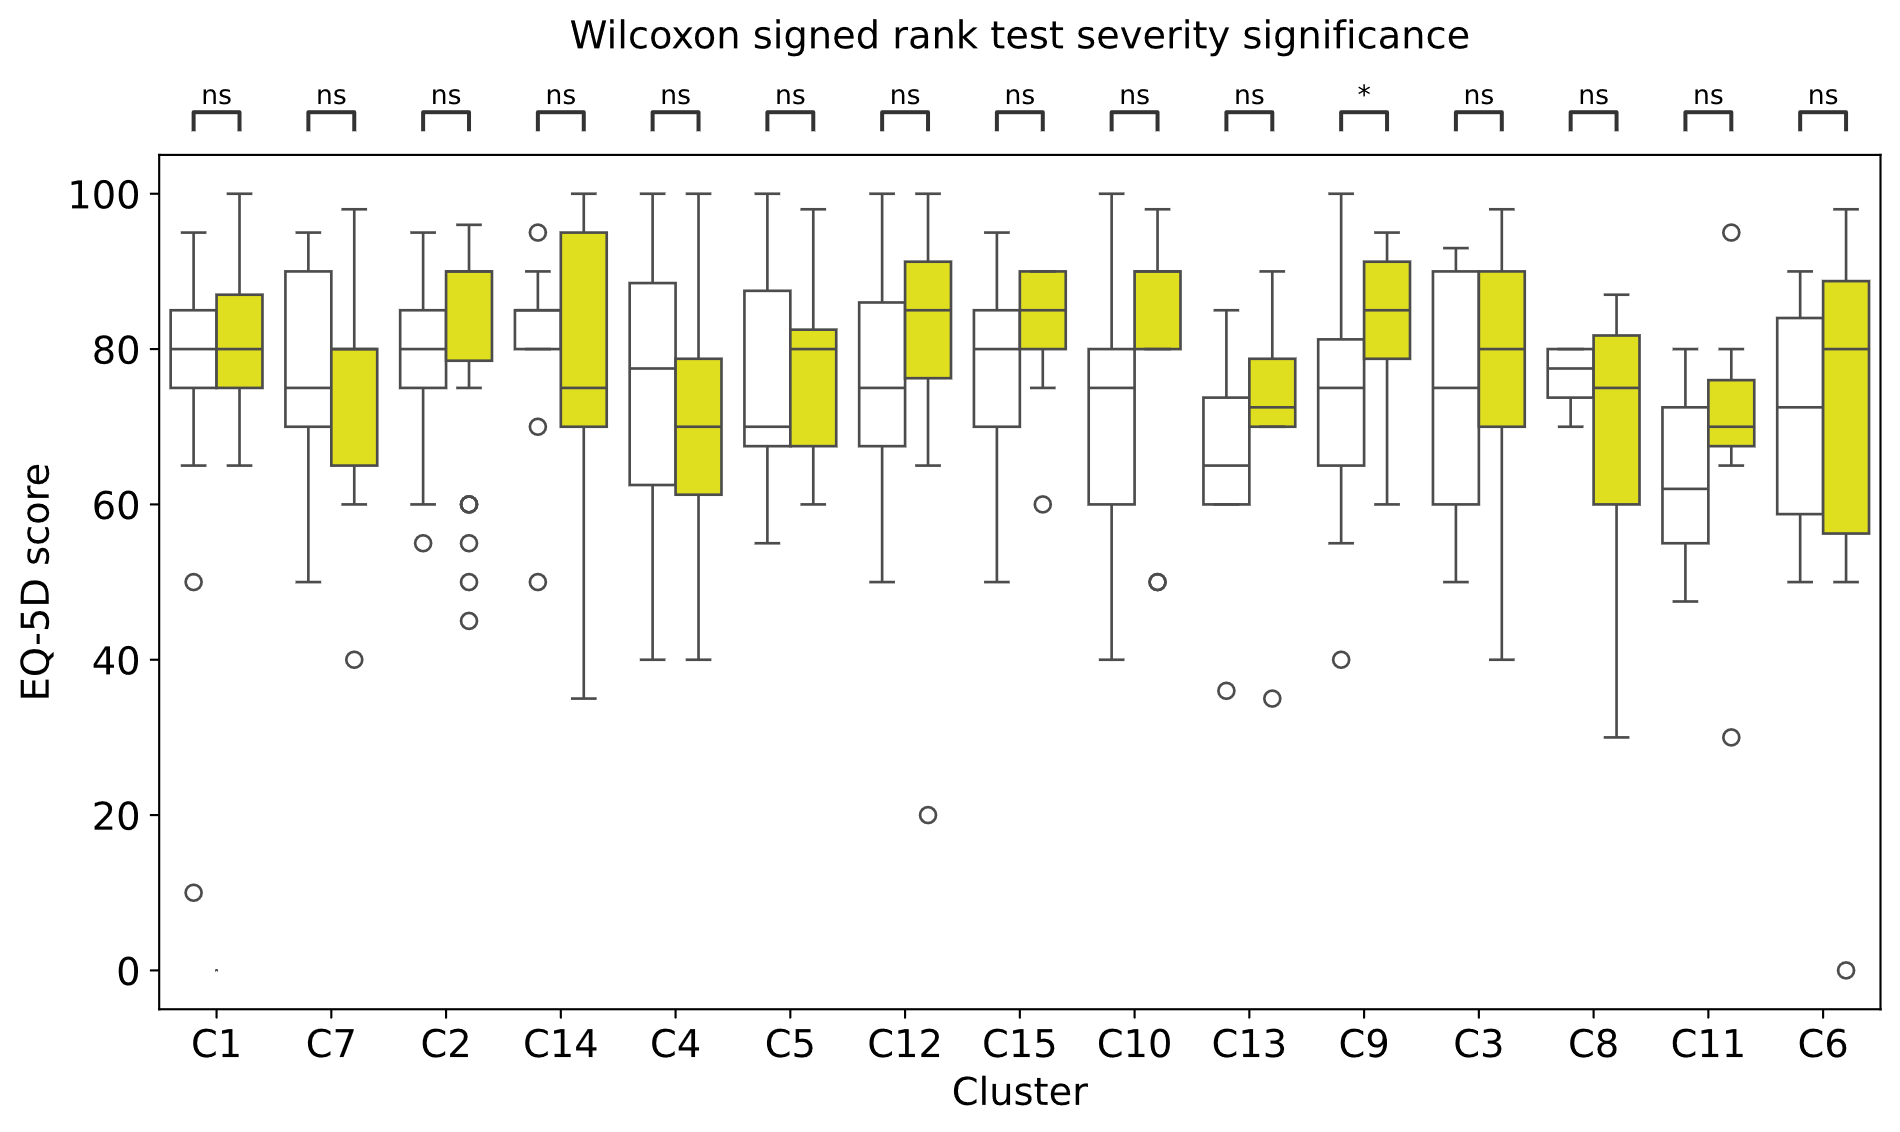 Wilcoxon signed rank test severity significance
ns ns ns ns ns ns ns ns ns ns * ns ns ns ns
100
80
60
40
20
0
EQ-5D score
C1 C7 C2 C14 C4 C5 C12 C15 C10 C13 C9 C3 C8 C11 C6
Cluster